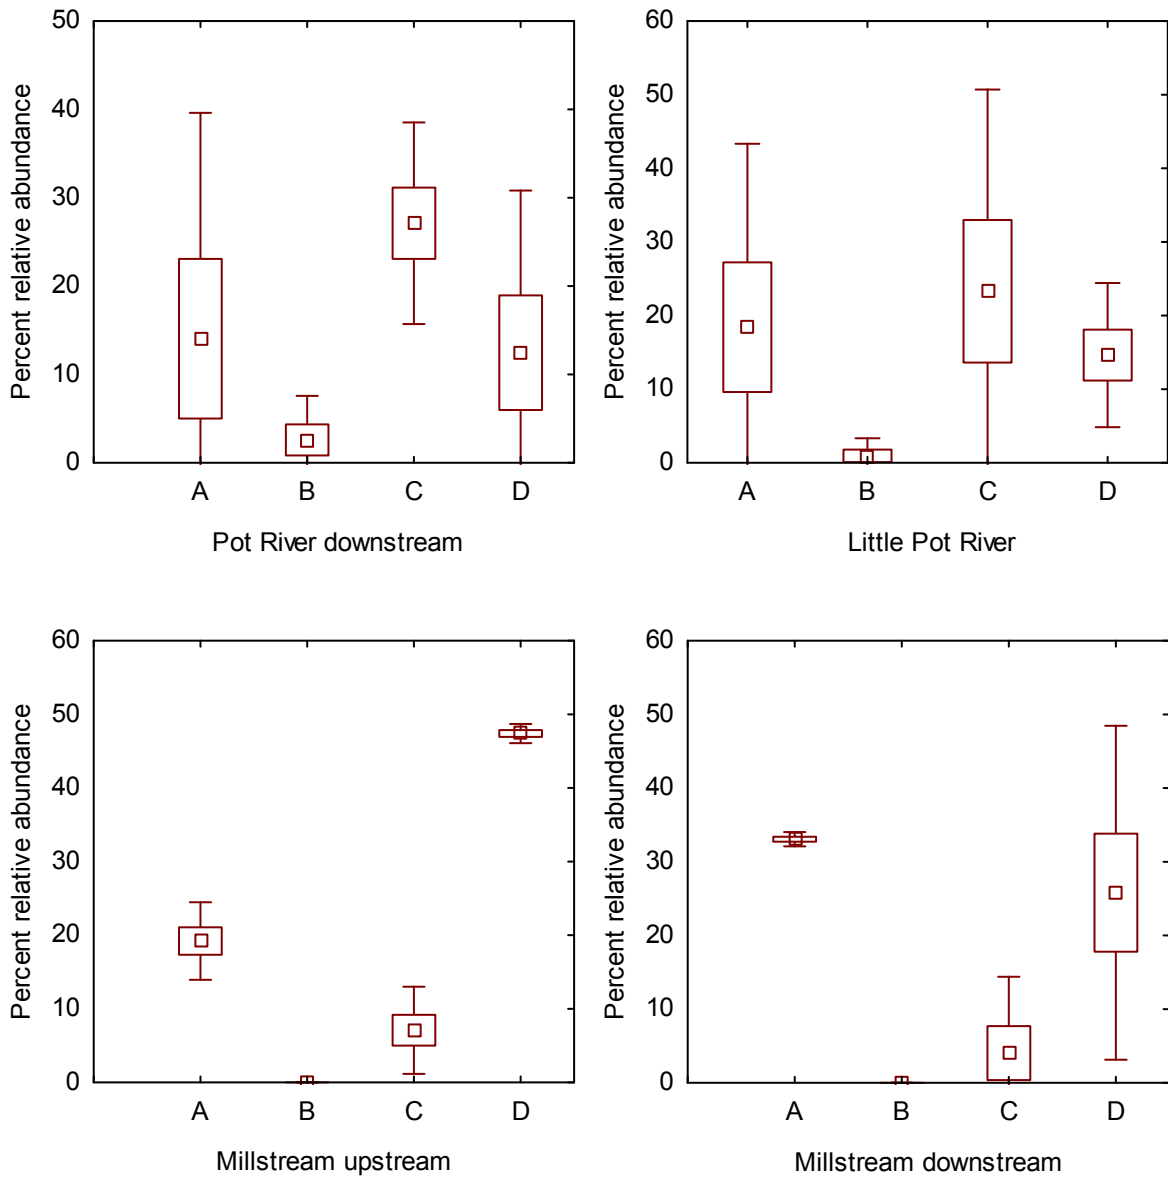 Percent relative abundance
50
40
30
20
10
0
A B C D
Pot River downstream
Percent relative abundance
60
50
40
30
20
10
0
A B C D
Little Pot River
Percent relative abundance
60
50
40
30
20
10
0
A B C D
Millstream upstream
Percent relative abundance
60
50
40
30
20
10
0
A B C D
Millstream downstream